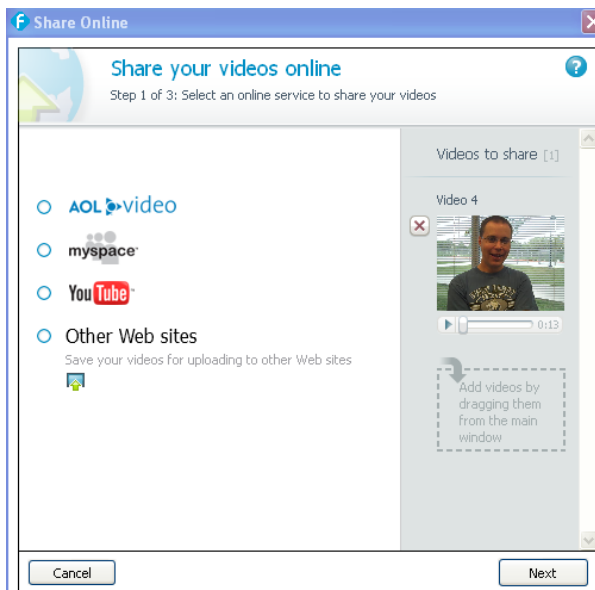 Share Online
Share your videos online
?
Step 1 of 3: Select an online service to share your videos
AOL video
myspace
You Tube
Other Web sites
Save your videos for uploading to other Web sites
Videos to share [1]
Video 4
0:13
Add videos by
dragging them
from the main
window
Cancel
Next